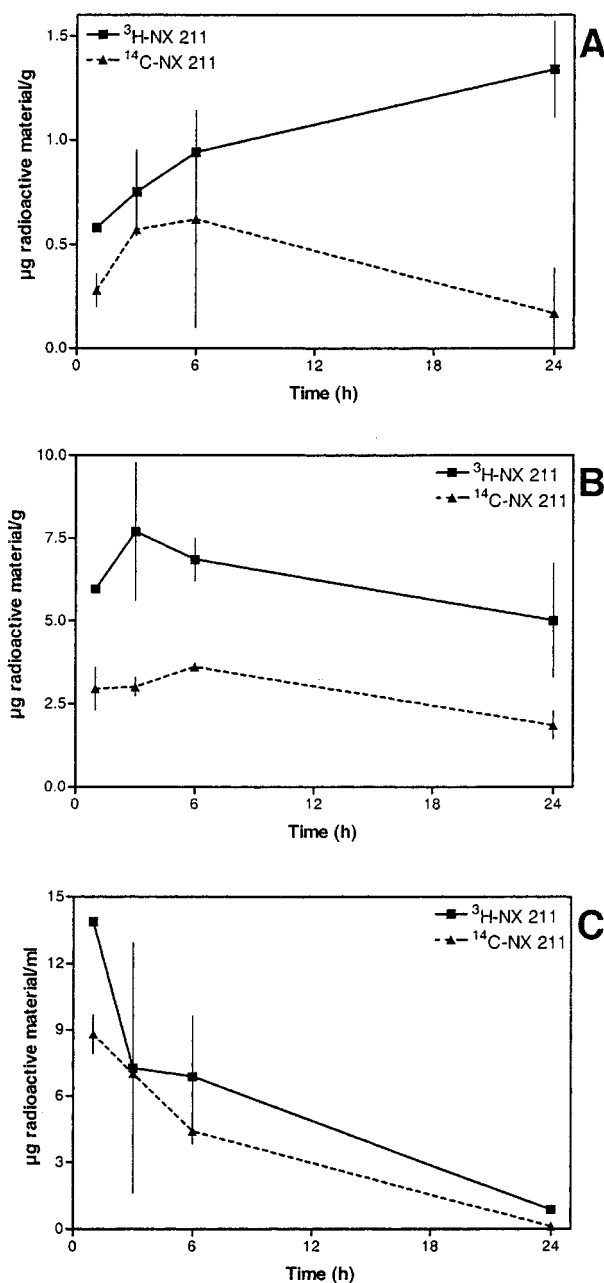 A
³H-NX 211
¹⁴C-NX 211
µg radioactive material/g
1.5
1.0
0.5
0.0
0 6 12 18 24
Time (h)
B
³H-NX 211
¹⁴C-NX 211
µg radioactive material/g
10.0
7.5
5.0
2.5
0.0
0 6 12 18 24
Time (h)
C
³H-NX 211
¹⁴C-NX 211
µg radioactive material/ml
15
12
9
6
3
0
0 6 12 18 24
Time (h)